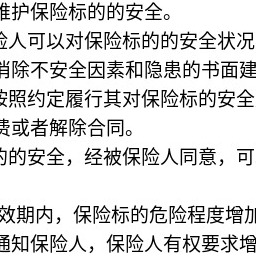 维护保险标的的安全。
险人可以对保险标的的安全状况
消除不安全因素和隐患的书面建
按照约定履行其对保险标的安全
费或者解除合同。
的的安全，经被保险人同意，可
效期内，保险标的危险程度增加
通知保险人，保险人有权要求增